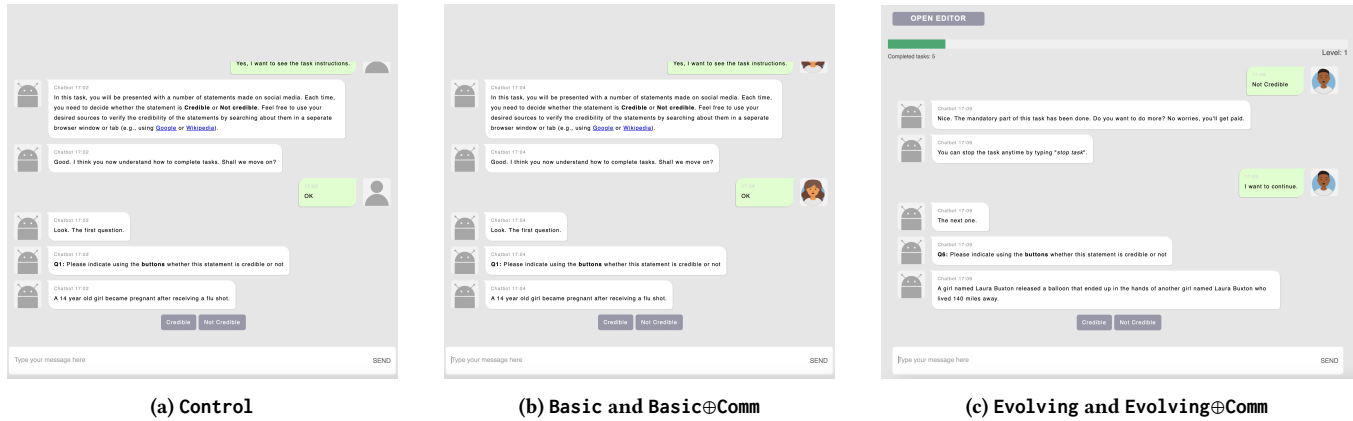 Yes, I want to see the task instructions.
Chatbot 17:02
In this task, you will be presented with a number of statements made on social media. Each time,
you need to decide whether the statement is Credible or Not credible. Feel free to use your
desired sources to verify the credibility of the statements by searching about them in a seperate
browser window or tab (e.g., using Google or Wikipedia).
Chatbot 17:02
Good. I think you now understand how to complete tasks. Shall we move on?
OK
Chatbot 17:02
Look. The first question.
Chatbot 17:02
Q1: Please indicate using the buttons whether this statement is credible or not
Chatbot 17:02
A 14 year old girl became pregnant after receiving a flu shot.
Credible Not Credible
Type your message here SEND
(a) Control
Yes, I want to see the task instructions.
Chatbot 17:04
In this task, you will be presented with a number of statements made on social media. Each time,
you need to decide whether the statement is Credible or Not credible. Feel free to use your
desired sources to verify the credibility of the statements by searching about them in a seperate
browser window or tab (e.g., using Google or Wikipedia).
Chatbot 17:04
Good. I think you now understand how to complete tasks. Shall we move on?
17:04
OK
Chatbot 17:04
Look. The first question.
Chatbot 17:04
Q1: Please indicate using the buttons whether this statement is credible or not
Chatbot 17:04
A 14 year old girl became pregnant after receiving a flu shot.
Credible Not Credible
Type your message here SEND
(b) Basic and Basic⊕Comm
OPEN EDITOR
Completed tasks: 5
Level: 1
Not Credible
Chatbot 17:09
Nice. The mandatory part of this task has been done. Do you want to do more? No worries, you'll get paid.
Chatbot 17:09
You can stop the task anytime by typing "stop task".
I want to continue.
Chatbot 17:09
The next one.
Chatbot 17:09
Q6: Please indicate using the buttons whether this statement is credible or not
Chatbot 17:09
A girl named Laura Buxton released a balloon that ended up in the hands of another girl named Laura Buxton who
lived 140 miles away.
Credible Not Credible
Type your message here SEND
(c) Evolving and Evolving⊕Comm